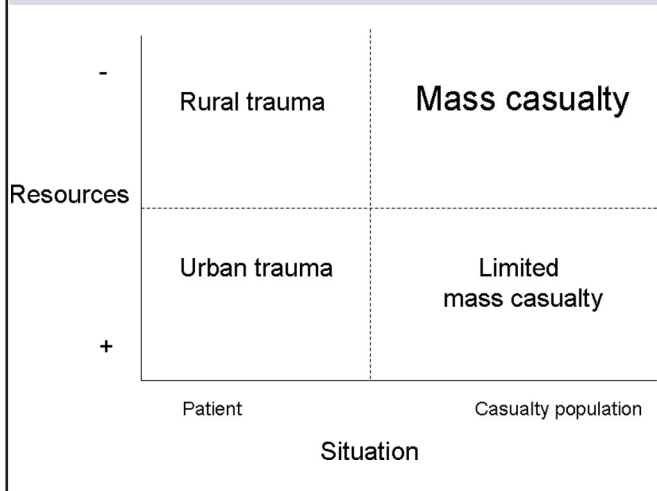 -
Rural trauma
Mass casualty
Resources
Urban trauma
Limited
mass casualty
+
Patient
Casualty population
Situation